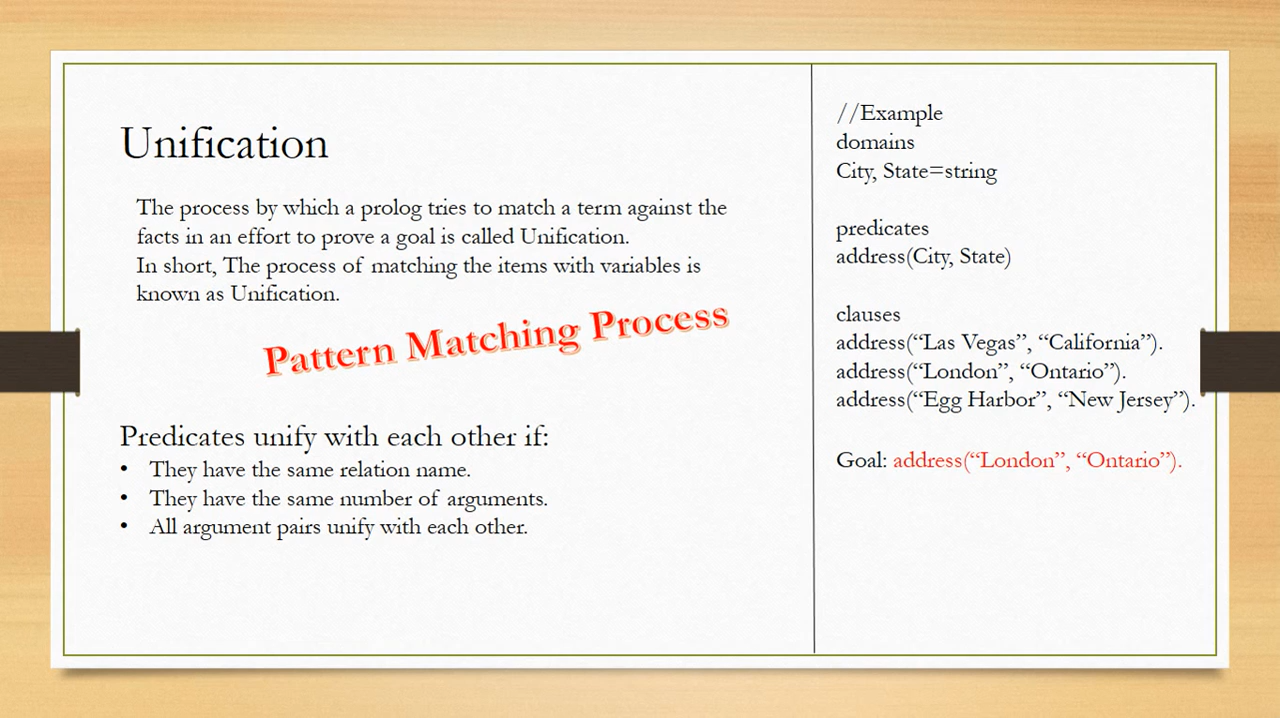 Unification
The process by which a prolog tries to match a term against the
facts in an effort to prove a goal is called Unification.
In short, The process of matching the items with variables is
known as Unification.
Pattern Matching Process
Predicates unify with each other if:
• They have the same relation name.
• They have the same number of arguments.
• All argument pairs unify with each other.
//Example
domains
City, State=string
predicates
address(City, State)
clauses
address(“Las Vegas”, “California”).
address(“London”, “Ontario”).
address(“Egg Harbor”, “New Jersey”).
Goal: address(“London”, “Ontario”).